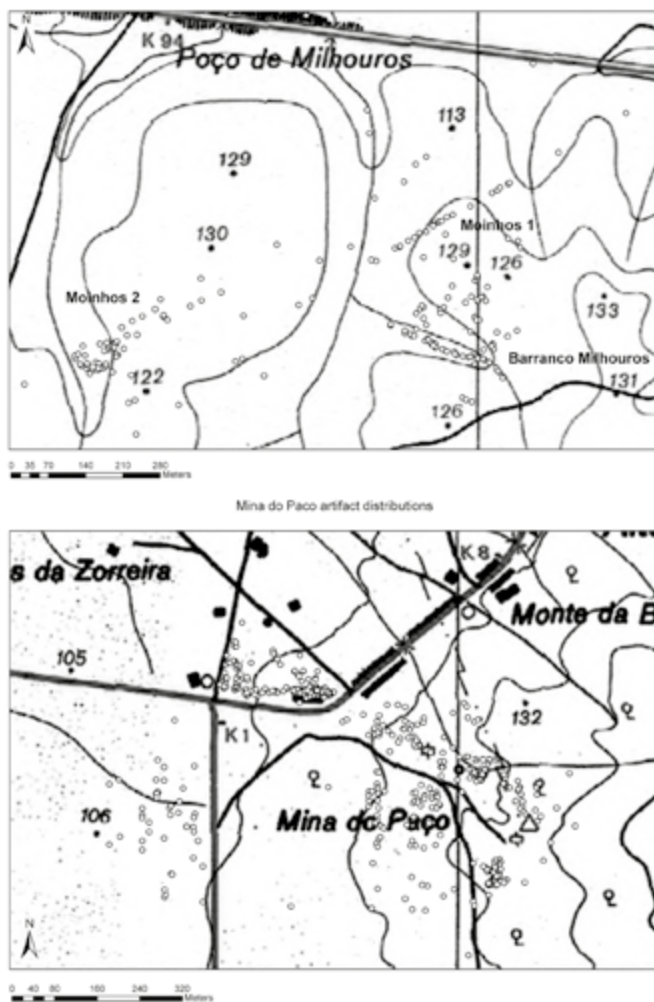 N
K 94
Poço de Milhouros
113
129
Moinhos 1
130
129
126
Moinhos 2
133
Barranco Milhouros
122
131
126
0 35 70 140 210 280
Meters
Mina do Paco artifact distributions
K 8
s da Zorreira
Monte da B
105
132
K 1
106
Mina do Paço
N
0 40 80 160 240 320
Meters